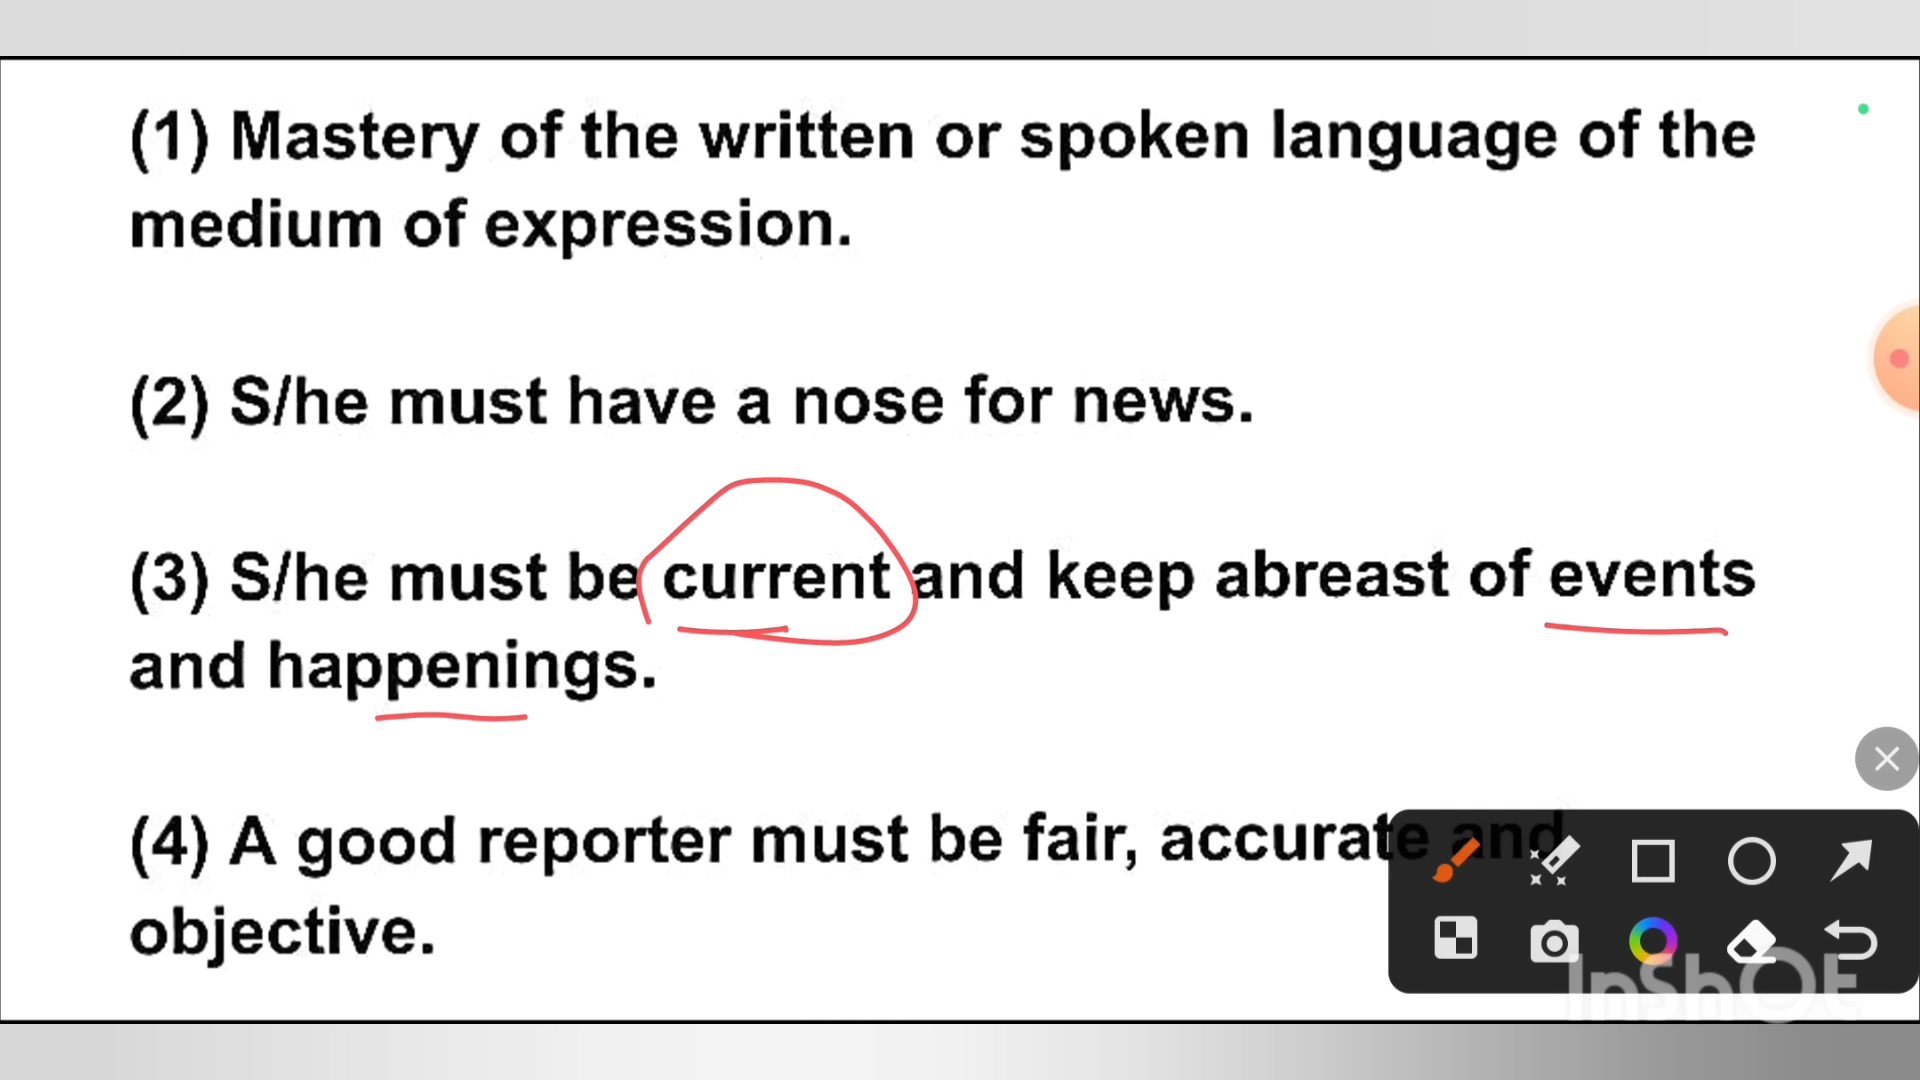 (1) Mastery of the written or spoken language of the
medium of expression.
(2) S/he must have a nose for news.
(3) S/he must be current and keep abreast of events
and happenings.
(4) A good reporter must be fair, accurate and
objective.
InShOt